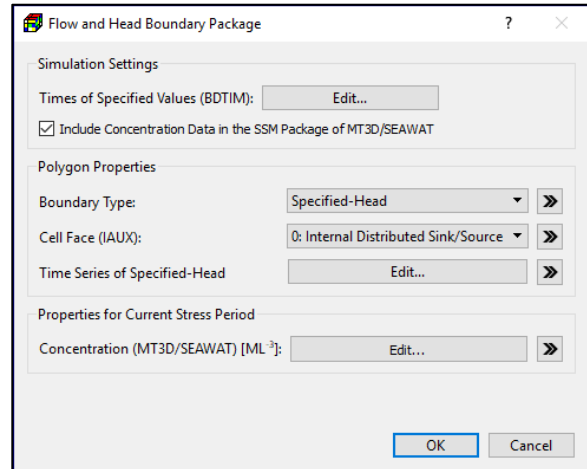 Flow and Head Boundary Package ? ×
Simulation Settings
Times of Specified Values (BDTIM): Edit...
Include Concentration Data in the SSM Package of MT3D/SEAWAT
Polygon Properties
Boundary Type: Specified-Head
Cell Face (IAUX): 0: Internal Distributed Sink/Source
Time Series of Specified-Head Edit...
Properties for Current Stress Period
Concentration (MT3D/SEAWAT) [ML⁻³]: Edit...
OK Cancel